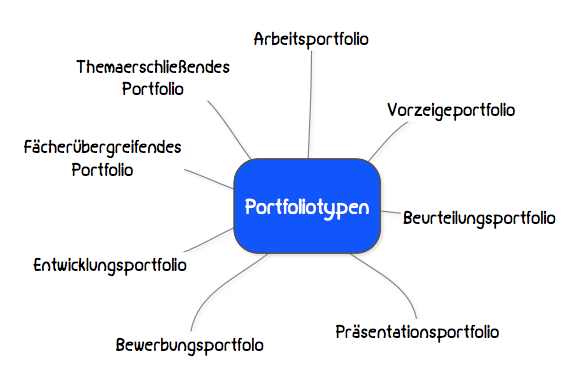 Arbeitsportfolio
Themaerschließendes
Portfolio
Vorzeigeportfolio
Fächerübergreifendes
Portfolio
Portfoliotypen
Beurteilungsportfolio
Entwicklungsportfolio
Präsentationsportfolio
Bewerbungsportfolo